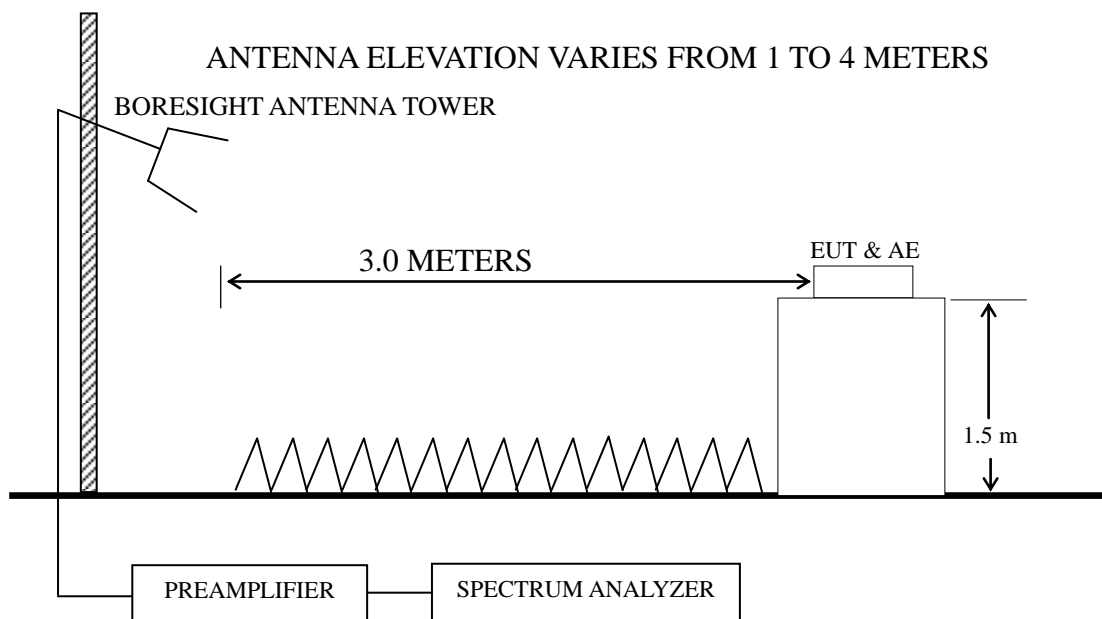 ANTENNA ELEVATION VARIES FROM 1 TO 4 METERS
BORESIGHT ANTENNA TOWER
EUT & AE
3.0 METERS
1.5 m
PREAMPLIFIER
SPECTRUM ANALYZER